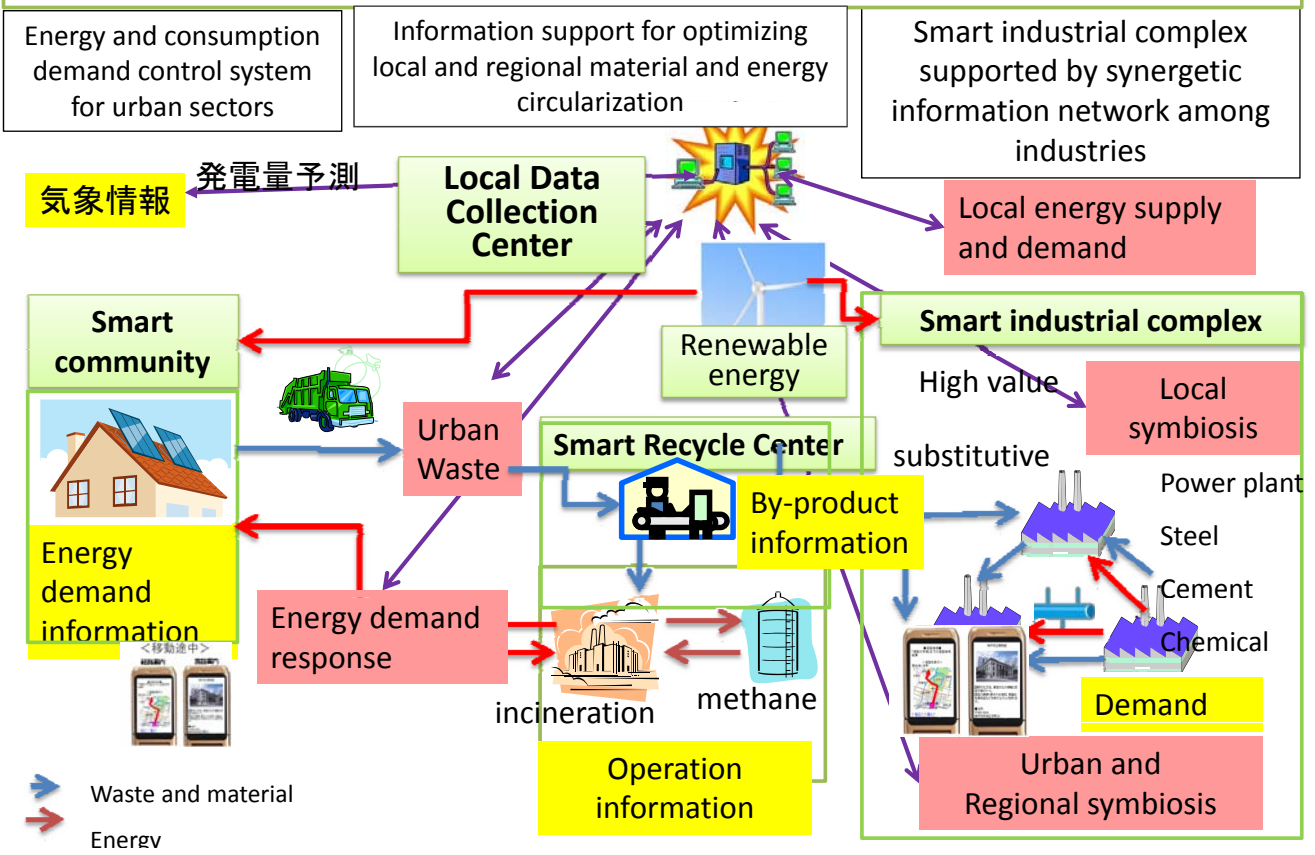 Energy and consumption
demand control system
for urban sectors
Information support for optimizing
local and regional material and energy
circularization
Smart industrial complex
supported by synergetic
information network among
industries
気象情報
発電量予測
Local Data
Collection
Center
Local energy supply
and demand
Smart
community
Renewable
energy
Smart industrial complex
High value
Local
symbiosis
Urban
Waste
Smart Recycle Center
substitutive
By-product
information
Power plant
Steel
Cement
Chemical
Energy
demand
information
<移動途中>
Energy demand
response
incineration
methane
Demand
Operation
information
Urban and
Regional symbiosis
Waste and material
Energy